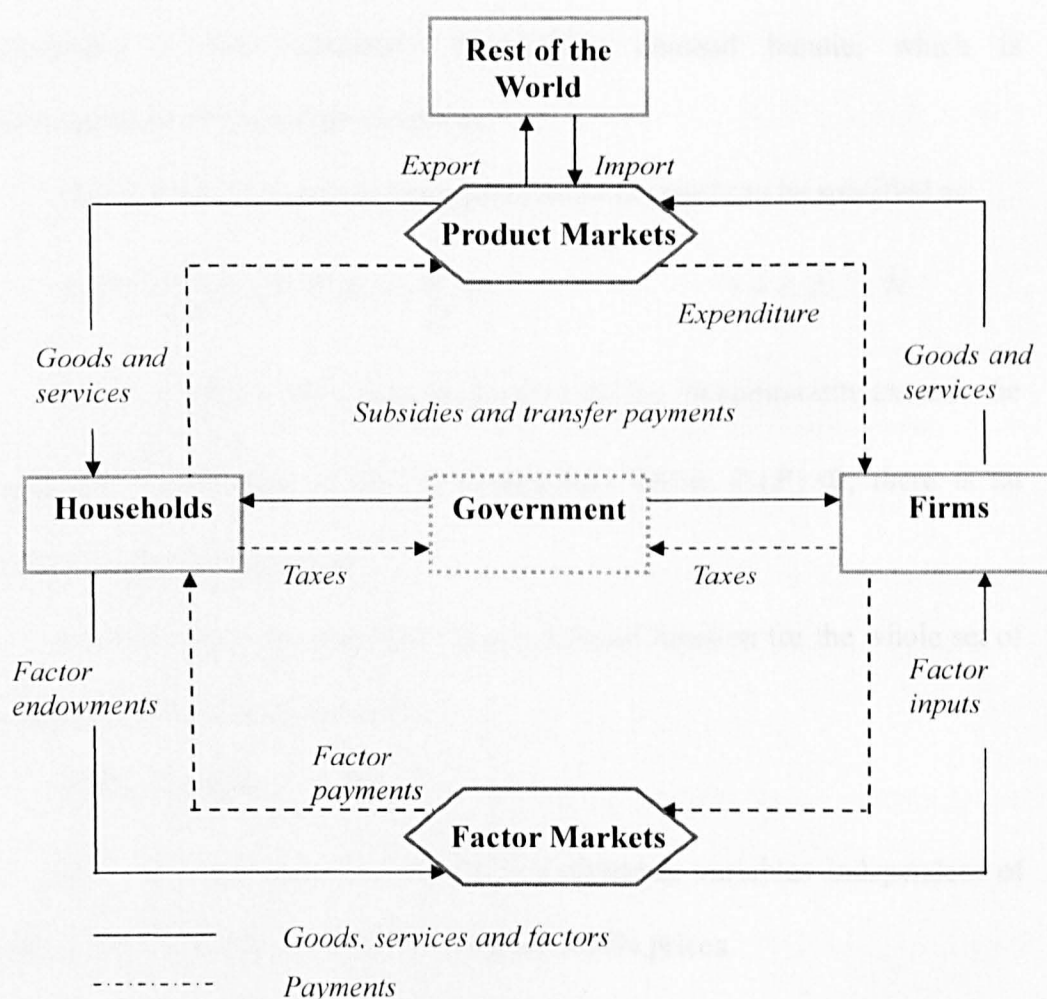 Rest of the
World
Export
Import
Product Markets
Expenditure
Goods and
services
Goods and
services
Subsidies and transfer payments
Households
Government
Firms
Taxes
Taxes
Factor
endowments
Factor
inputs
Factor
payments
Factor Markets
Goods, services and factors
Payments